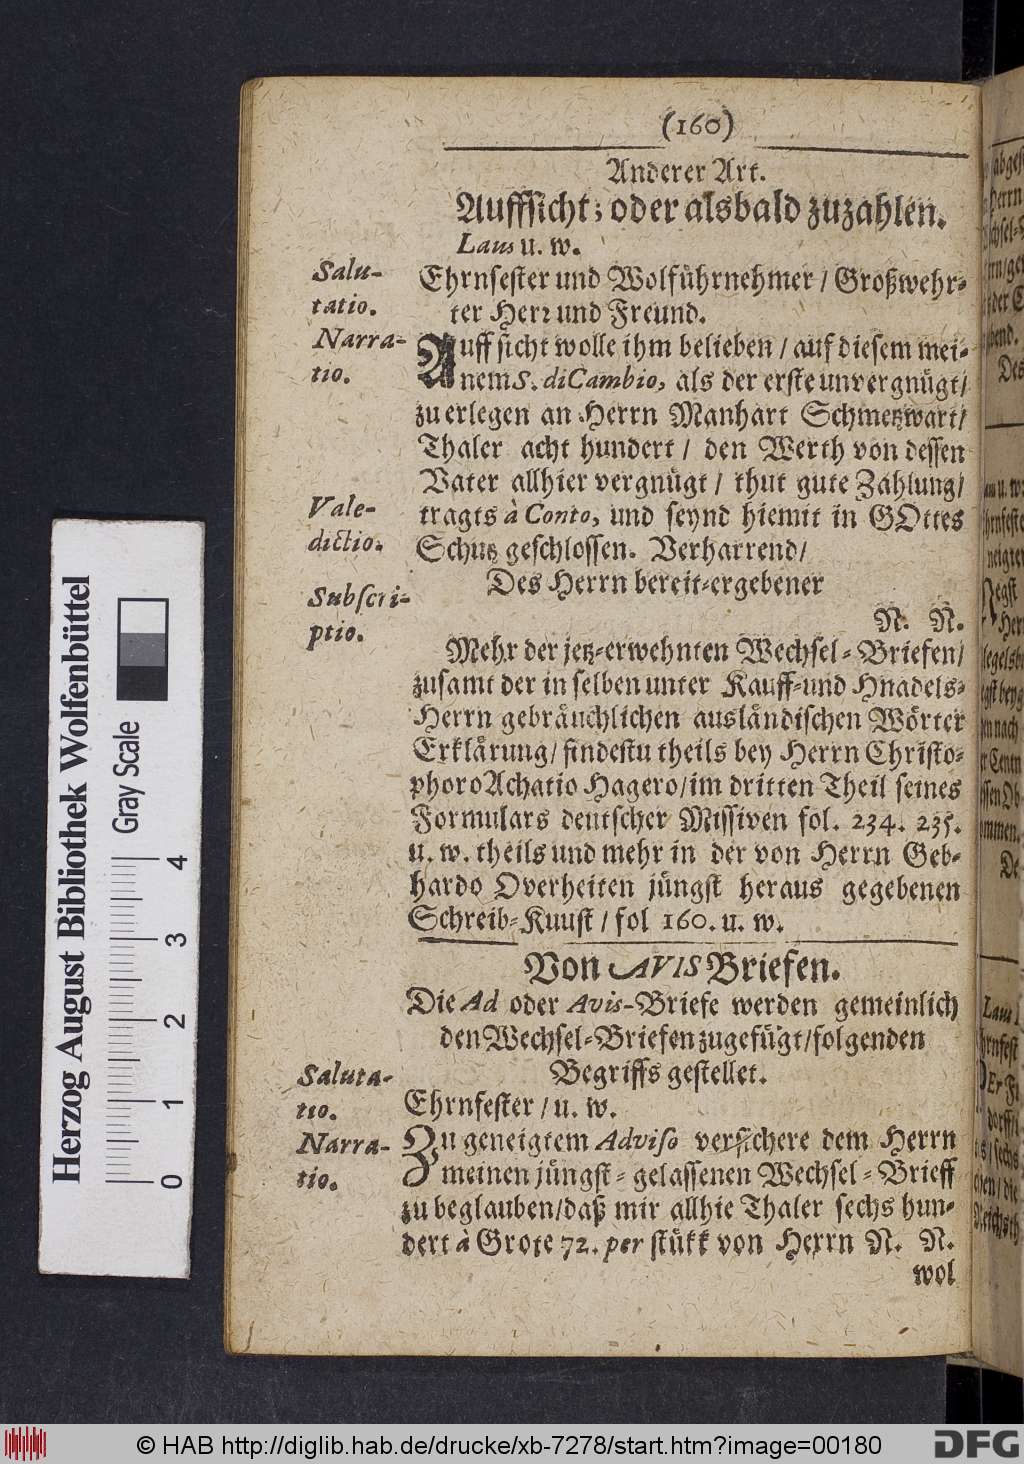 (160)
Anderer Art.
Auffsicht; oder alsbald zuzahlen.
Laus u. w.
Salu-
tatio.
Ehrnfester und Wolführnehmer / Großwehr-
ter Herr und Freund.
Narra-
tio.
Auff sicht wolle ihm belieben / auf diesem mei-
nem S. di Cambio, als der erste unvergnügt/
zu erlegen an Herrn Manhart Schmetzwart/
Thaler acht hundert / den Werth von dessen
Vater allhier vergnügt / thut gute Zahlung/
Vale-
dictio.
tragts à Conto, und seynd hiemit in GOttes
Schutz geschlossen. Verharrend/
Subscri-
ptio.
Des Herrn bereit-ergebener
N. N.
Mehr der jetz-erwehnten Wechsel-Briefen/
zusamt der in selben unter Kauff-und Hnadels-
Herrn gebräuchlichen ausländischen Wörter
Erklärung/ findestu theils bey Herrn Christo-
phoro Achatio Hagero/im dritten Theil seines
Formulars deutscher Missiven fol. 234. 235.
u. w. theils und mehr in der von Herrn Geb-
hardo Overheiten jüngst heraus gegebenen
Schreib-Kuust / fol 160. u. w.
Von AVIS Briefen.
Die Ad oder Avis-Briefe werden gemeinlich
den Wechsel-Briefen zugefügt/folgenden
Begriffs gestellet.
Saluta-
tio.
Ehrnfester / u. w.
Narra-
tio.
Zu geneigtem Adviso versichere dem Herrn
meinen jüngst-gelassenen Wechsel-Brieff
zu beglauben/daß mir allhie Thaler sechs hun-
dert à Grote 72. per stükk von Herrn N. N.
wol
Herzog August Bibliothek Wolfenbüttel
Gray Scale
0 1 2 3 4
© HAB http://diglib.hab.de/drucke/xb-7278/start.htm?image=00180
DFG